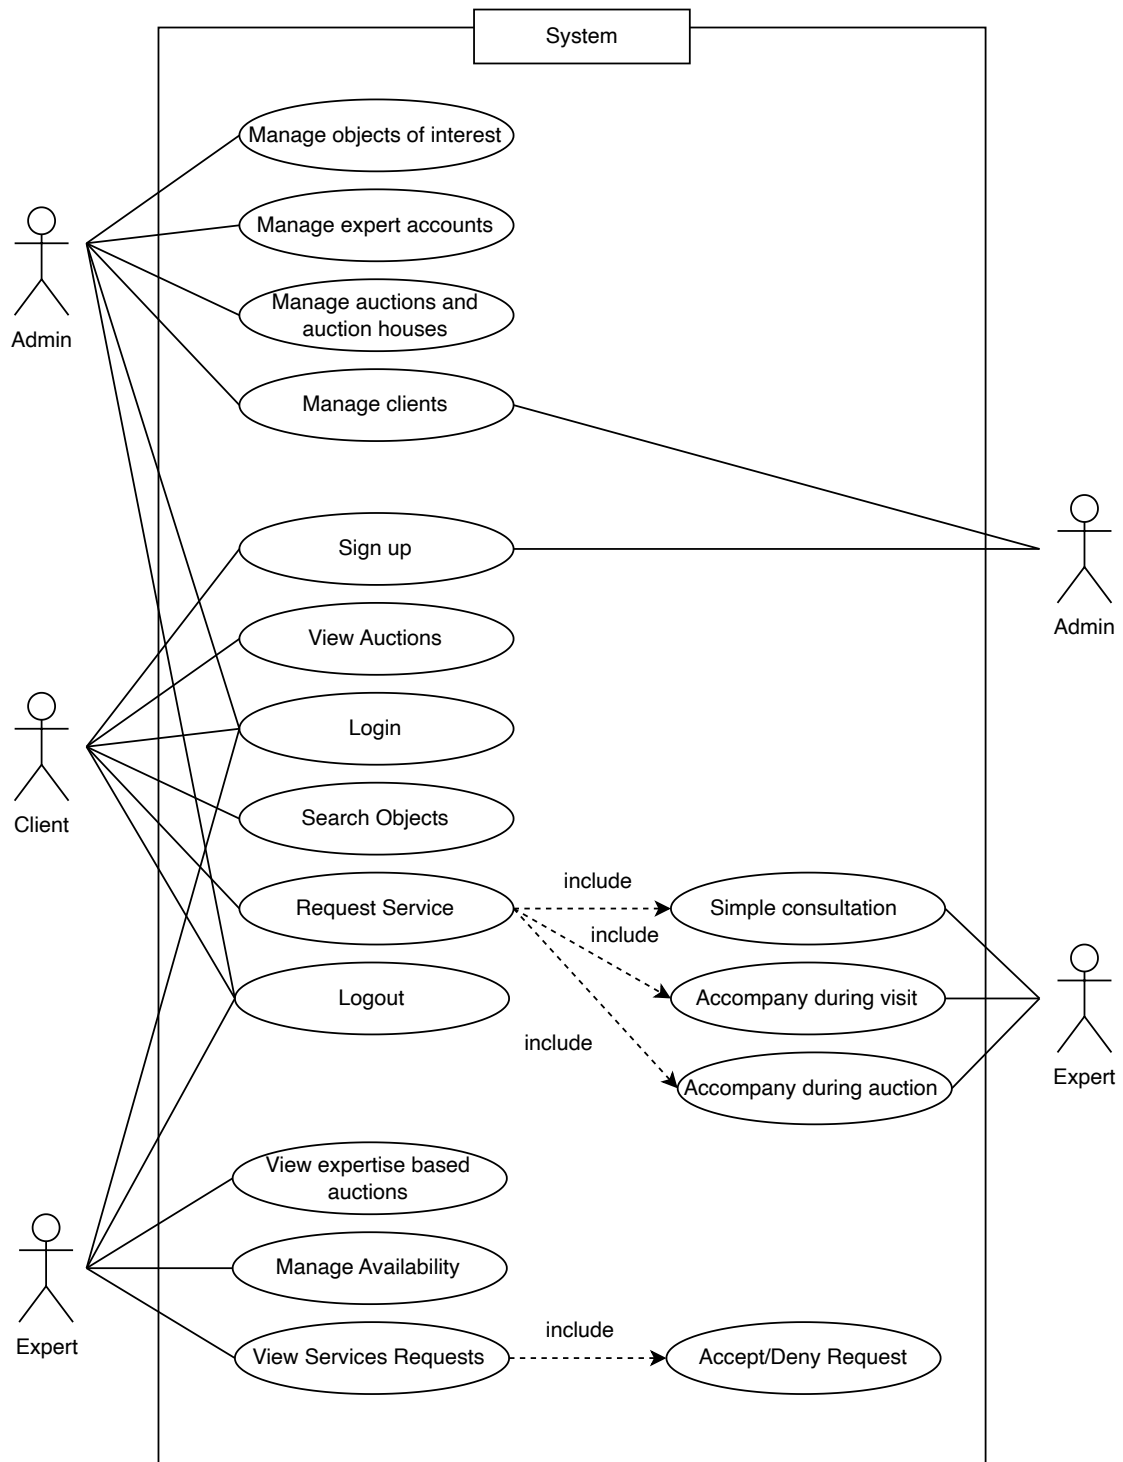 System
Manage objects of interest
Manage expert accounts
Admin
Manage auctions and
auction houses
Manage clients
Sign up
Admin
View Auctions
Login
Client
Search Objects
include
Request Service
Simple consultation
include
Logout
Accompany during visit
include
Accompany during auction
Expert
View expertise based
auctions
Manage Availability
Expert
include
View Services Requests
Accept/Deny Request